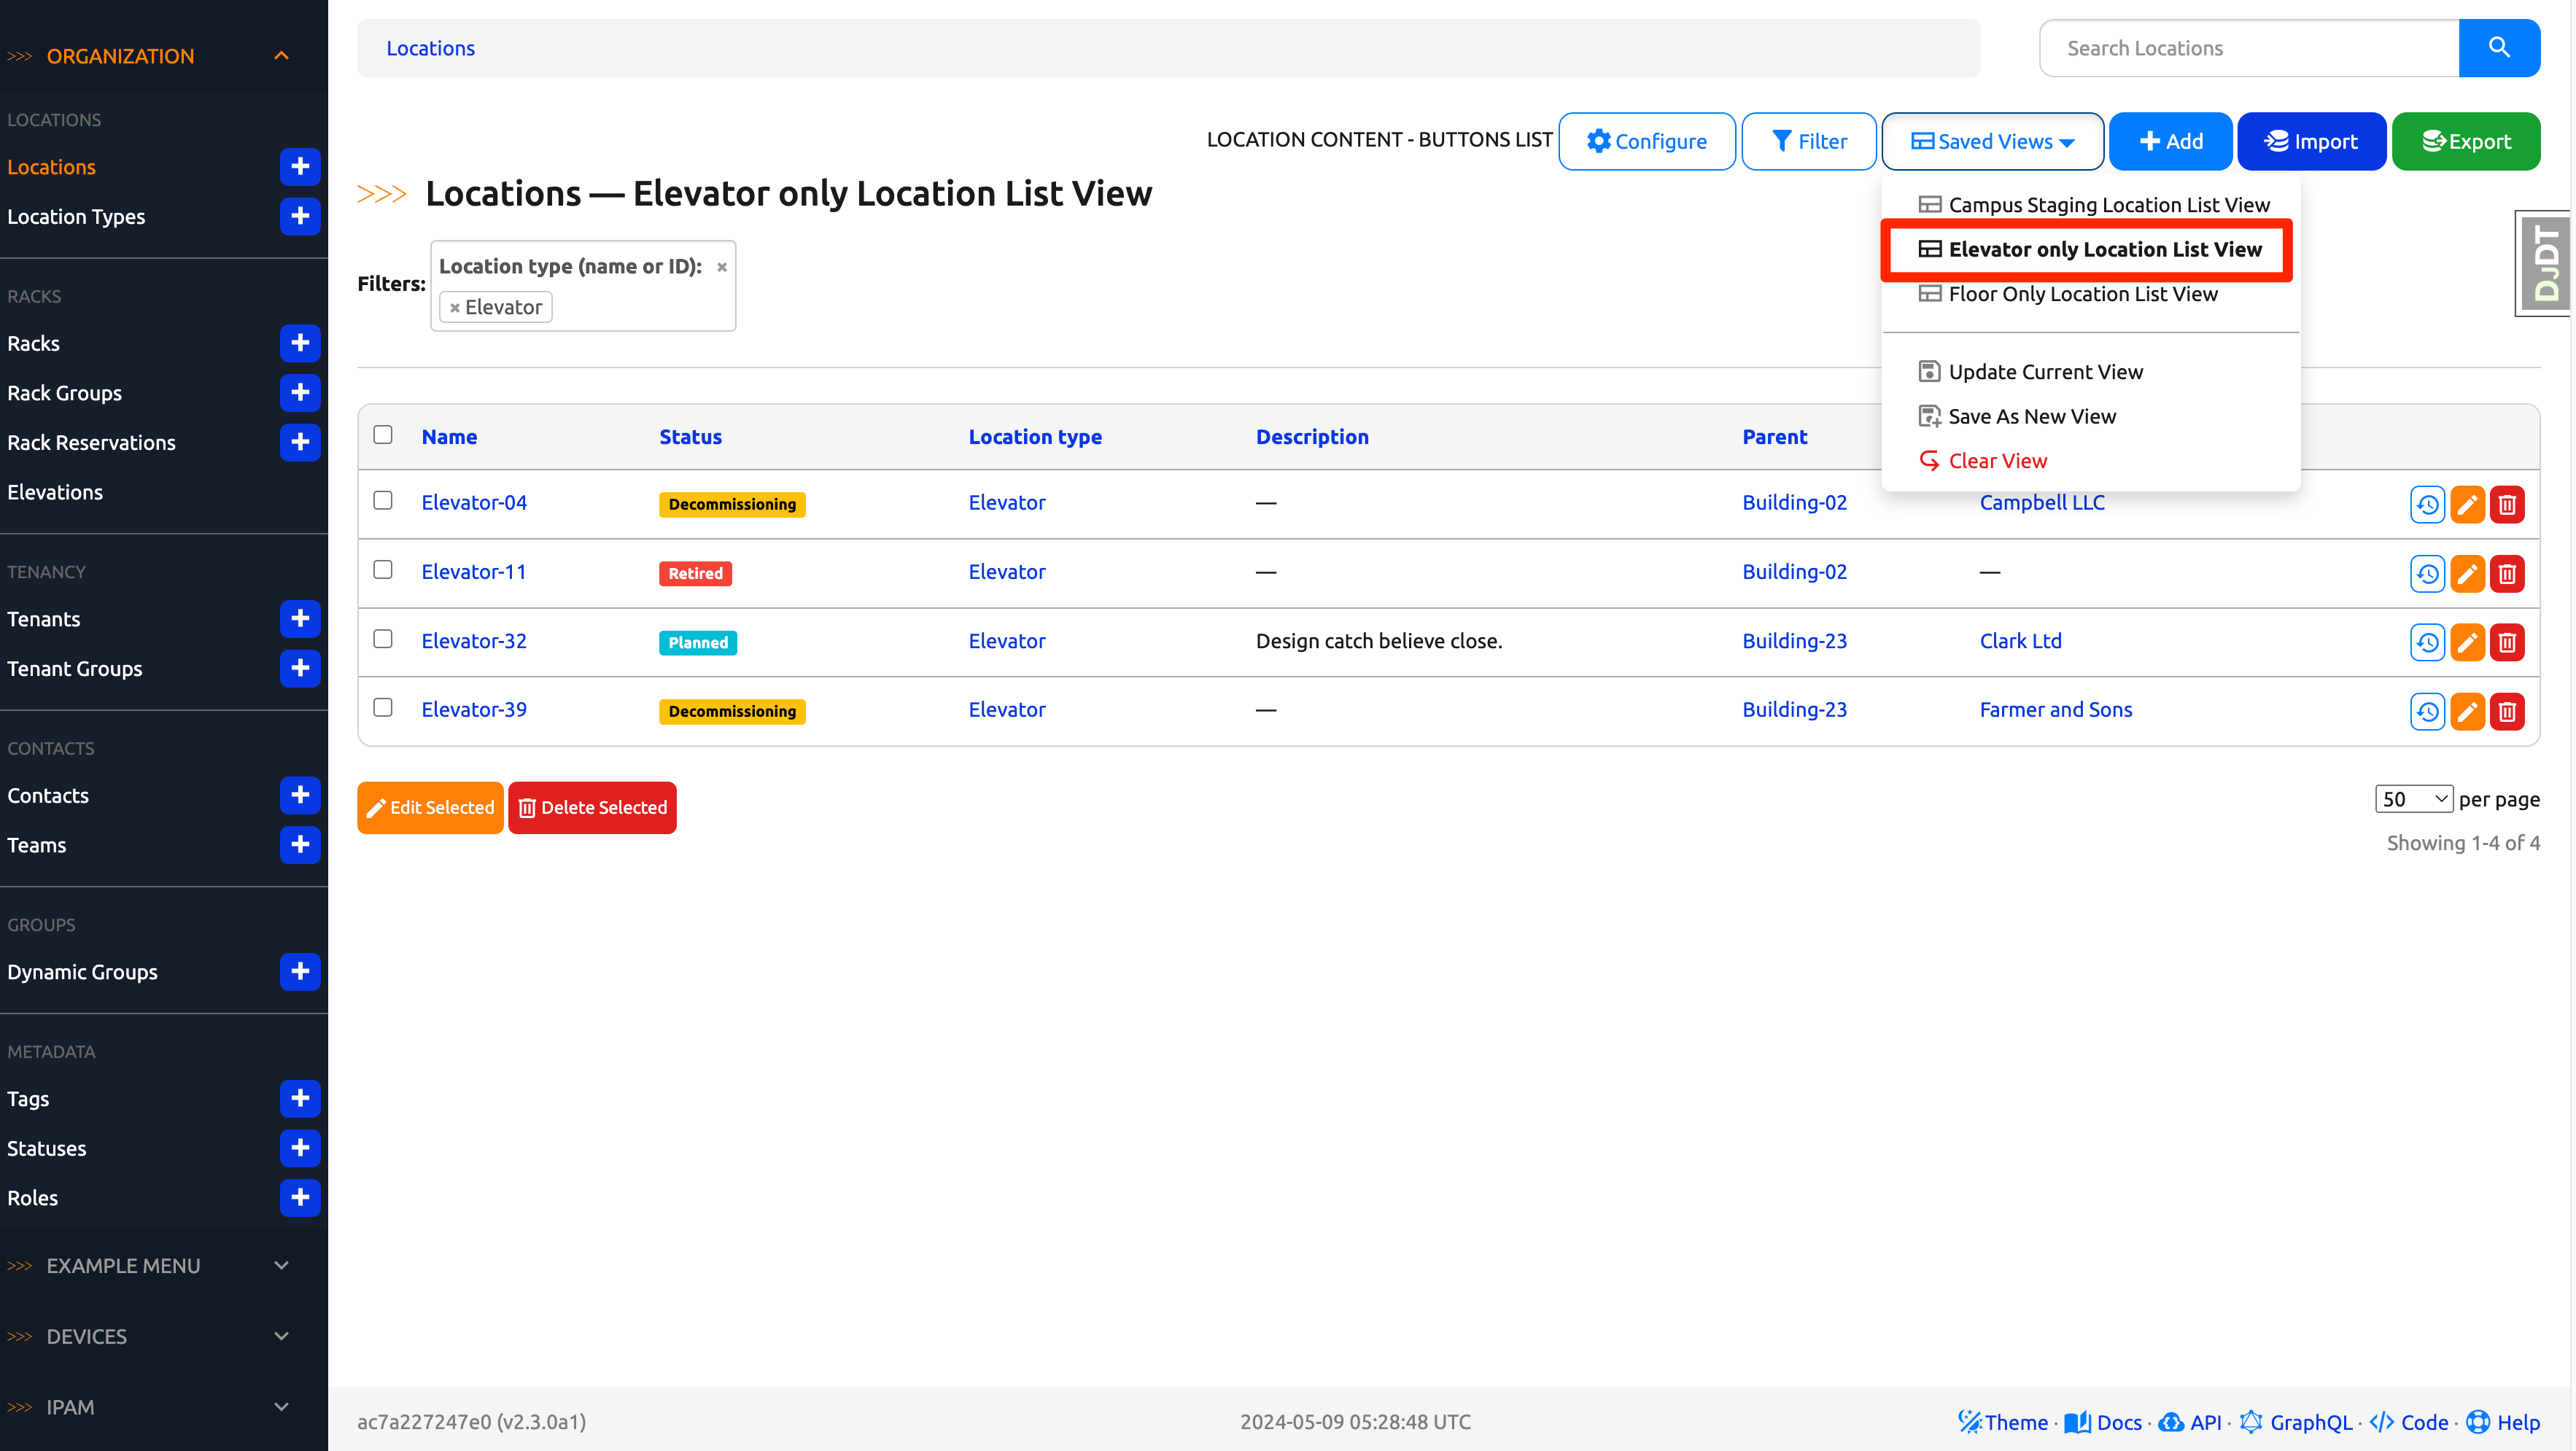 >>> ORGANIZATION
LOCATIONS
Locations
Location Types
RACKS
Racks
Rack Groups
Rack Reservations
Elevations
TENANCY
Tenants
Tenant Groups
CONTACTS
Contacts
Teams
GROUPS
Dynamic Groups
METADATA
Tags
Statuses
Roles
>>> EXAMPLE MENU
>>> DEVICES
>>> IPAM
Locations
Search Locations
LOCATION CONTENT - BUTTONS LIST Configure Filter Saved Views Add Import Export
>>> Locations — Elevator only Location List View
Campus Staging Location List View
Elevator only Location List View
Floor Only Location List View
Update Current View
Save As New View
Clear View
DJDT
Filters: Location type (name or ID): ×
× Elevator
Name Status Location type Description Parent
Elevator-04 Decommissioning Elevator — Building-02 Campbell LLC
Elevator-11 Retired Elevator — Building-02 —
Elevator-32 Planned Elevator Design catch believe close. Building-23 Clark Ltd
Elevator-39 Decommissioning Elevator — Building-23 Farmer and Sons
Edit Selected Delete Selected
50 per page
Showing 1-4 of 4
ac7a227247e0 (v2.3.0a1) 2024-05-09 05:28:48 UTC Theme · Docs · API · GraphQL · Code · Help